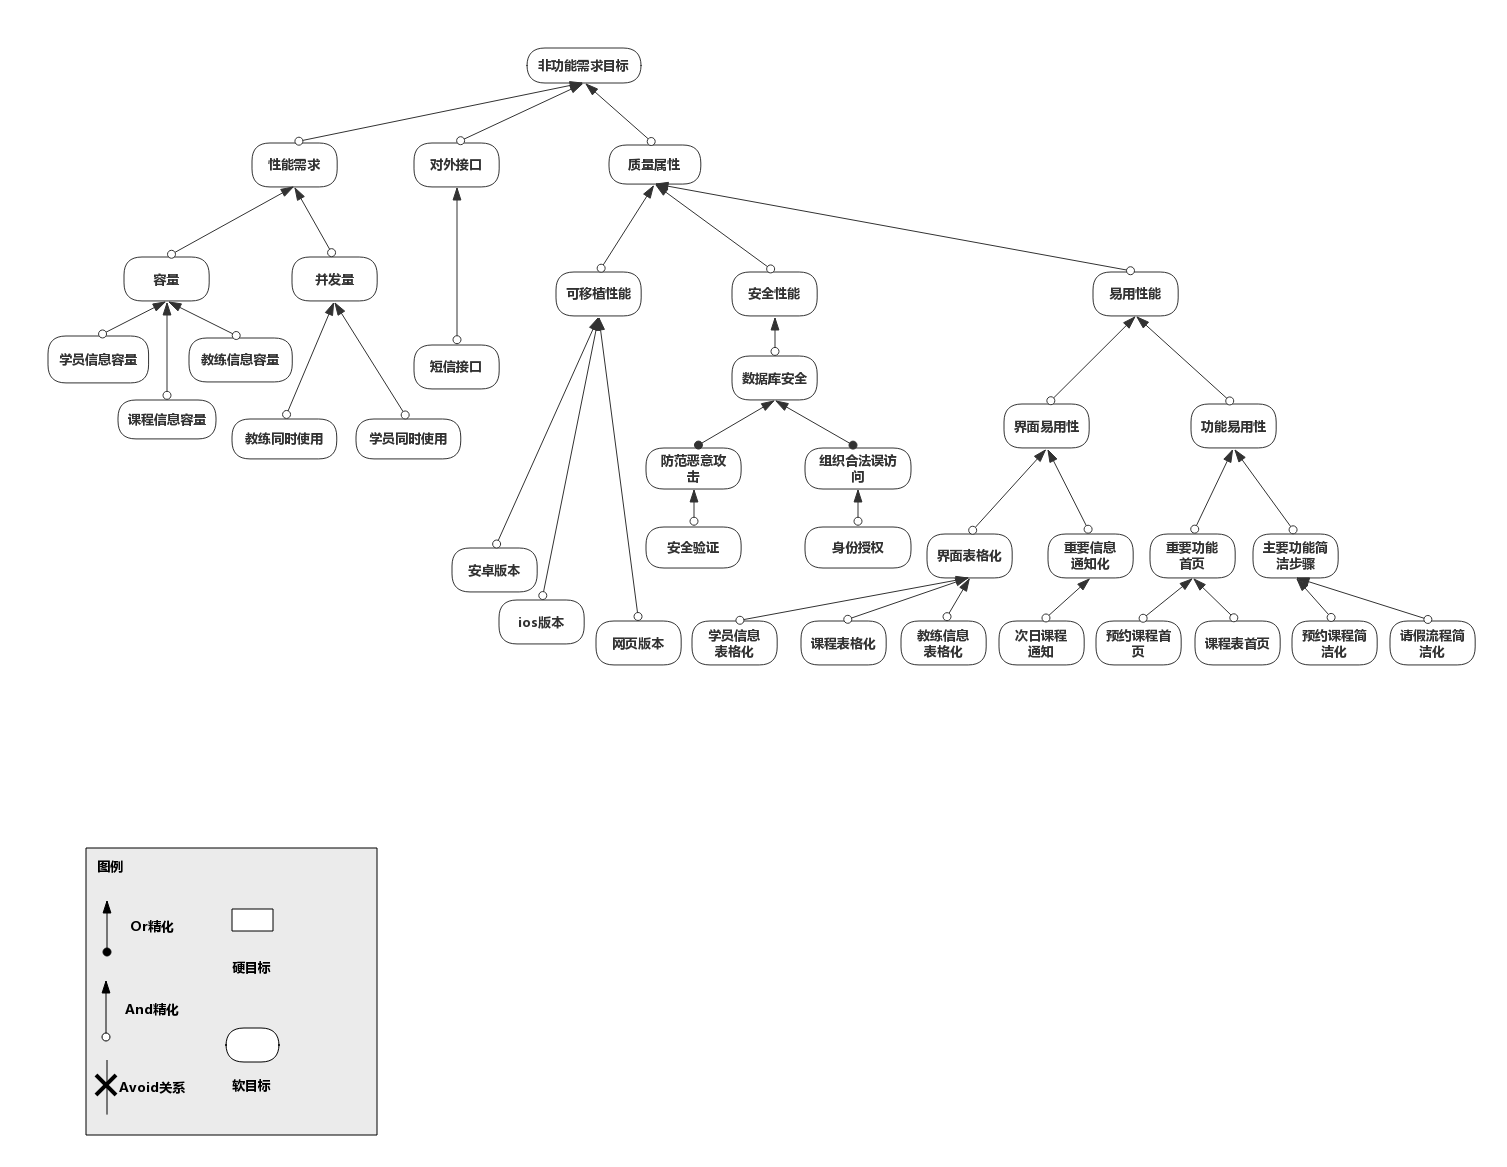 非功能需求目标
性能需求
对外接口
质量属性
容量
并发量
可移植性能
安全性能
易用性能
学员信息容量
教练信息容量
短信接口
数据库安全
课程信息容量
教练同时使用
学员同时使用
界面易用性
功能易用性
防范恶意攻
击
组织合法误访
问
安全验证
身份授权
界面表格化
重要信息
通知化
重要功能
首页
主要功能简
洁步骤
安卓版本
ios版本
网页版本
学员信息
表格化
课程表格化
教练信息
表格化
次日课程
通知
预约课程首
页
课程表首页
预约课程简
洁化
请假流程简
洁化
图例
Or精化
硬目标
And精化
Avoid关系
软目标